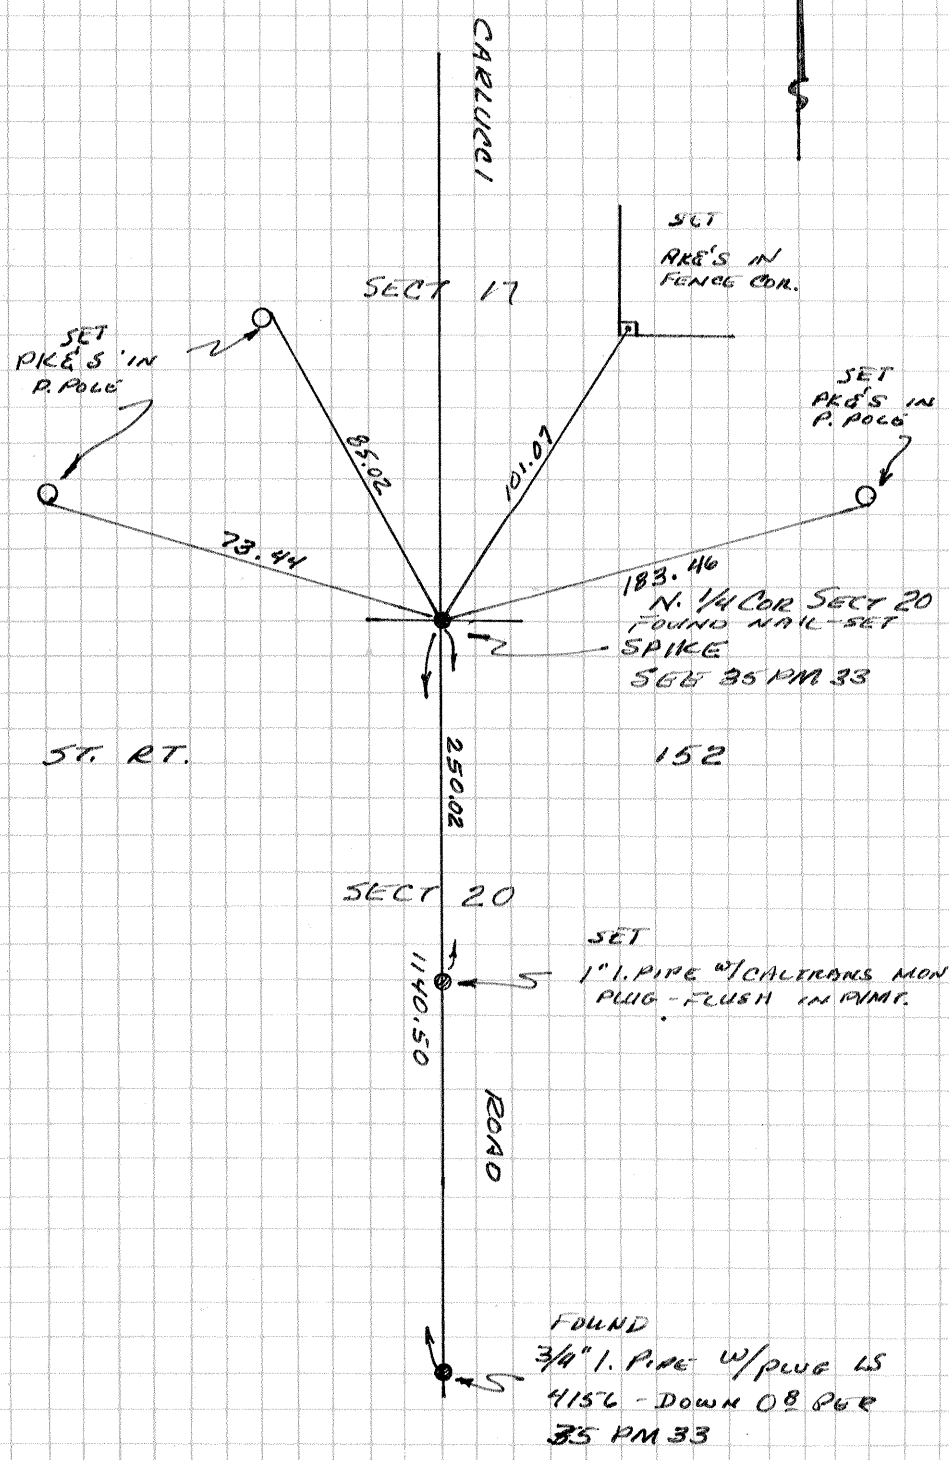 CARLUCCI
SET
PK&'S IN
FENCE COR.
SECT 17
SET
PK&'S IN
P. POLE
SET
PK&'S IN
P. POLE
85.02
101.07
73.44
183.46
N. 1/4 COR SECT 20
FOUND NAIL-SET
SPIKE
SEE 35 PM 33
ST. RT. 152
250.02
SECT 20
SET
1" I. PIPE W/ CALTRANS MON
PLUG - FLUSH IN PVMT.
1140.50
ROAD
FOUND
3/4" I. PIPE W/ PLUG LS
4156 - DOWN 0.8 PER
35 PM 33